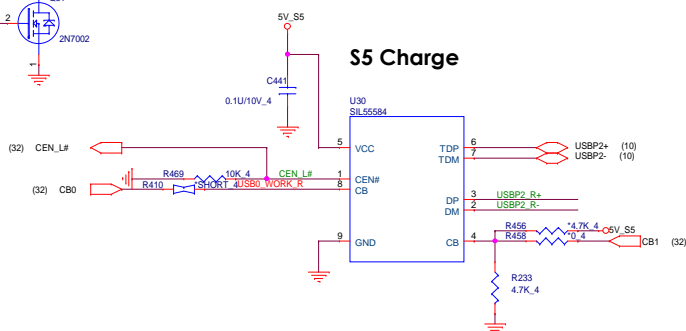 2
2N7002
1
5V_S5
S5 Charge
C441
0.1U/10V_4
U30
SIL55584
(32) CEN_L#
5 VCC
TDP 6 USBP2+ (10)
TDM 7 USBP2- (10)
R469 10K_4 CEN_L# 1 CEN#
(32) CB0 R410 *SHORT_4 USB0_WORK_R 8 CB
DP 3 USBP2_R+
DM 2 USBP2_R-
R456 *4.7K_4 5V_S5
9 GND
CB 4 R458 *0_4 CB1 (32)
R233
4.7K_4